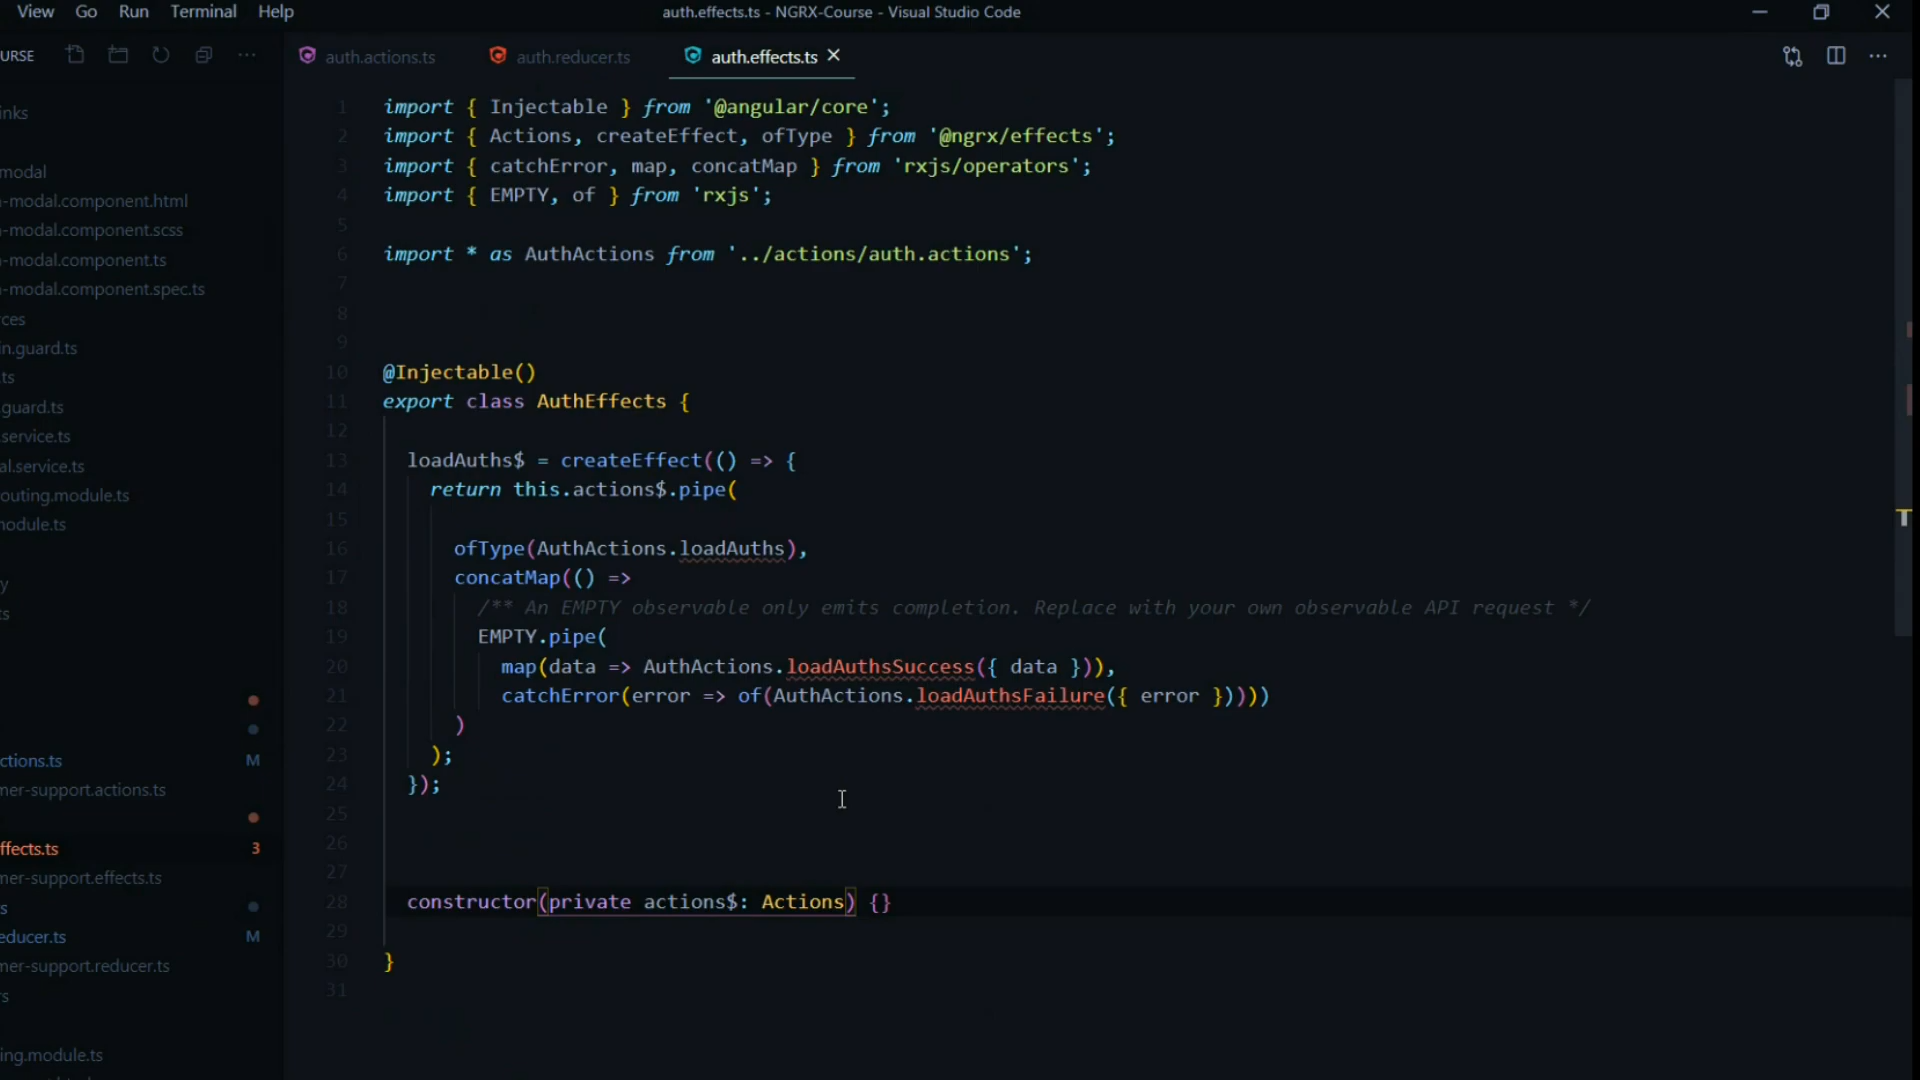 View Go Run Terminal Help
auth.effects.ts - NGRX-Course - Visual Studio Code
URSE
auth.actions.ts
auth.reducer.ts
auth.effects.ts
inks
modal
-modal.component.html
-modal.component.scss
-modal.component.ts
-modal.component.spec.ts
ces
in.guard.ts
.ts
.guard.ts
.service.ts
al.service.ts
outing.module.ts
module.ts
y
ts
ctions.ts M
mer-support.actions.ts
ffects.ts 3
mer-support.effects.ts
s
educer.ts M
mer-support.reducer.ts
rs
ing.module.ts
1 import { Injectable } from '@angular/core';
2 import { Actions, createEffect, ofType } from '@ngrx/effects';
3 import { catchError, map, concatMap } from 'rxjs/operators';
4 import { EMPTY, of } from 'rxjs';
5
6 import * as AuthActions from '../actions/auth.actions';
7
8
9
10 @Injectable()
11 export class AuthEffects {
12
13 loadAuths$ = createEffect(() => {
14 return this.actions$.pipe(
15
16 ofType(AuthActions.loadAuths),
17 concatMap(() =>
18 /** An EMPTY observable only emits completion. Replace with your own observable API request */
19 EMPTY.pipe(
20 map(data => AuthActions.loadAuthsSuccess({ data })),
21 catchError(error => of(AuthActions.loadAuthsFailure({ error }))))
22 )
23 );
24 });
25
26
27
28 constructor(private actions$: Actions) {}
29
30 }
31